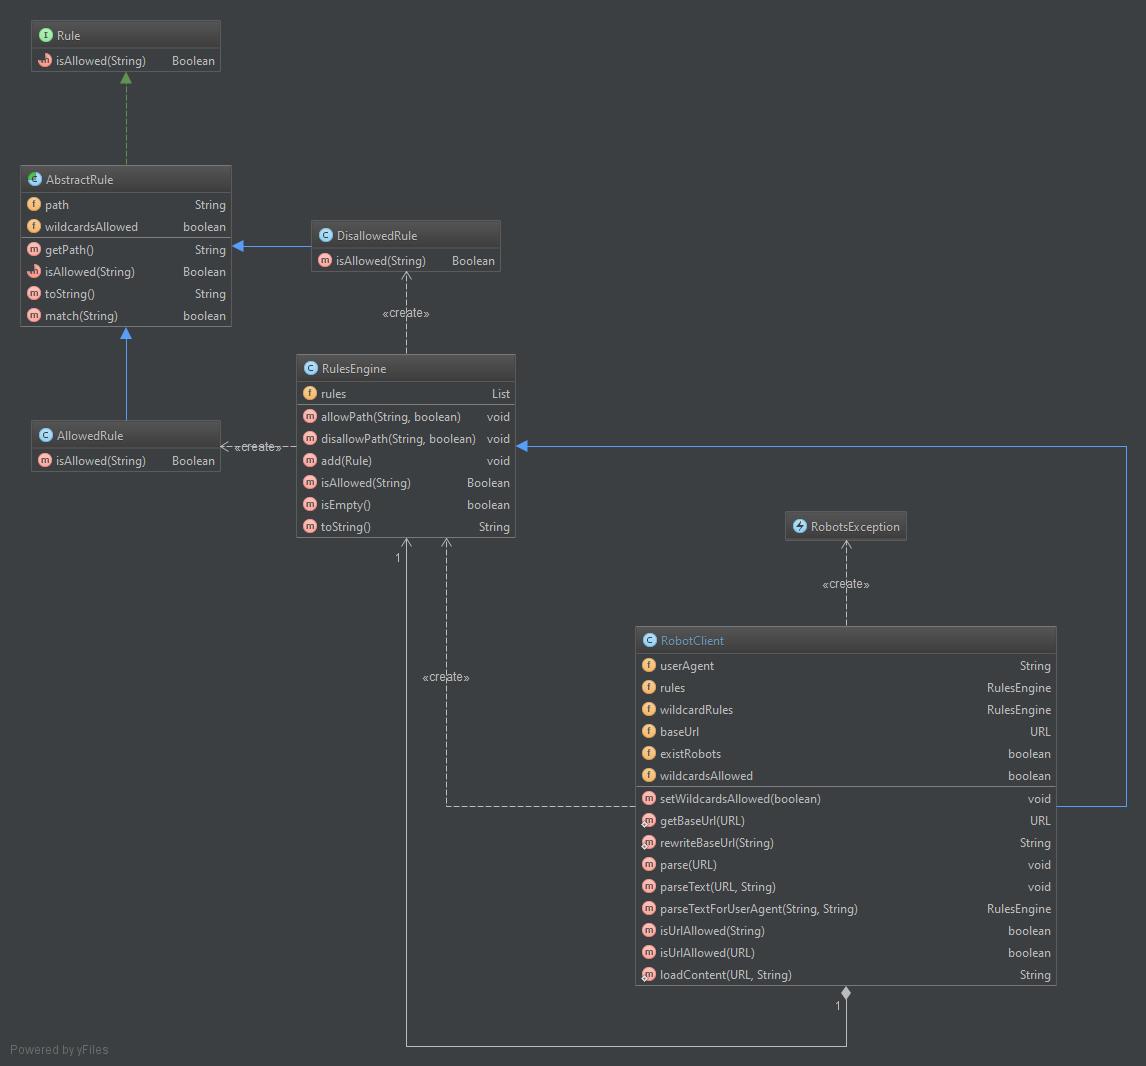 Rule
isAllowed(String) Boolean
AbstractRule
path String
wildcardsAllowed boolean
getPath() String
isAllowed(String) Boolean
toString() String
match(String) boolean
DisallowedRule
isAllowed(String) Boolean
«create»
RulesEngine
rules List
allowPath(String, boolean) void
disallowPath(String, boolean) void
add(Rule) void
isAllowed(String) Boolean
isEmpty() boolean
toString() String
AllowedRule
isAllowed(String) Boolean
«create»
1
«create»
RobotsException
«create»
RobotClient
userAgent String
rules RulesEngine
wildcardRules RulesEngine
baseUrl URL
existRobots boolean
wildcardsAllowed boolean
setWildcardsAllowed(boolean) void
getBaseUrl(URL) URL
rewriteBaseUrl(String) String
parse(URL) void
parseText(URL, String) void
parseTextForUserAgent(String, String) RulesEngine
isUrlAllowed(String) boolean
isUrlAllowed(URL) boolean
loadContent(URL, String) String
1
Powered by yFiles